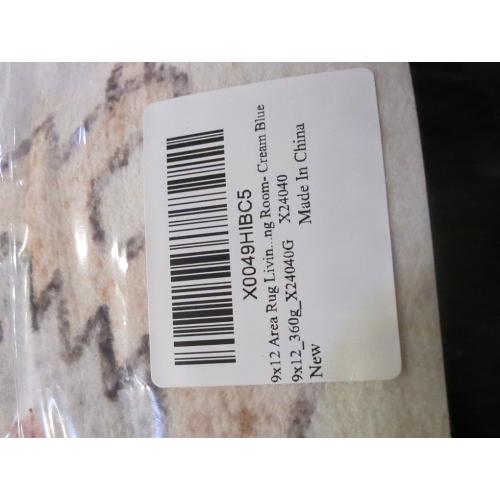 X0049HIBC5
9x12 Area Rug Livin...ng Room- Cream Blue
9x12_360g_X24040G X24040
New Made In China